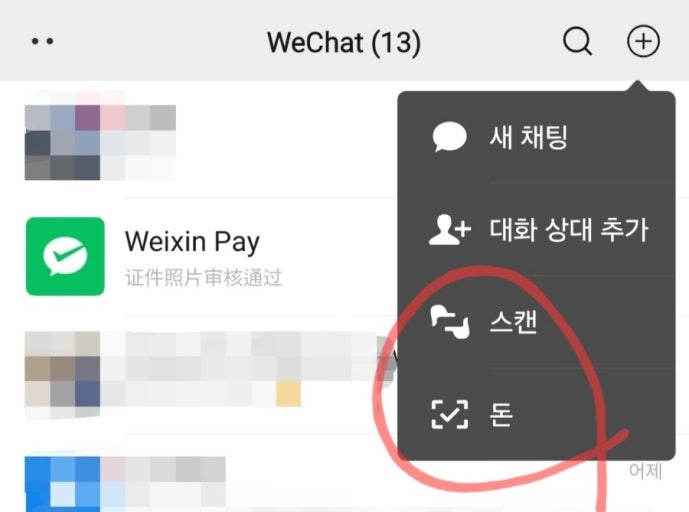 WeChat (13)
새 채팅
Weixin Pay
证件照片审核通过
대화 상대 추가
스캔
돈
어제